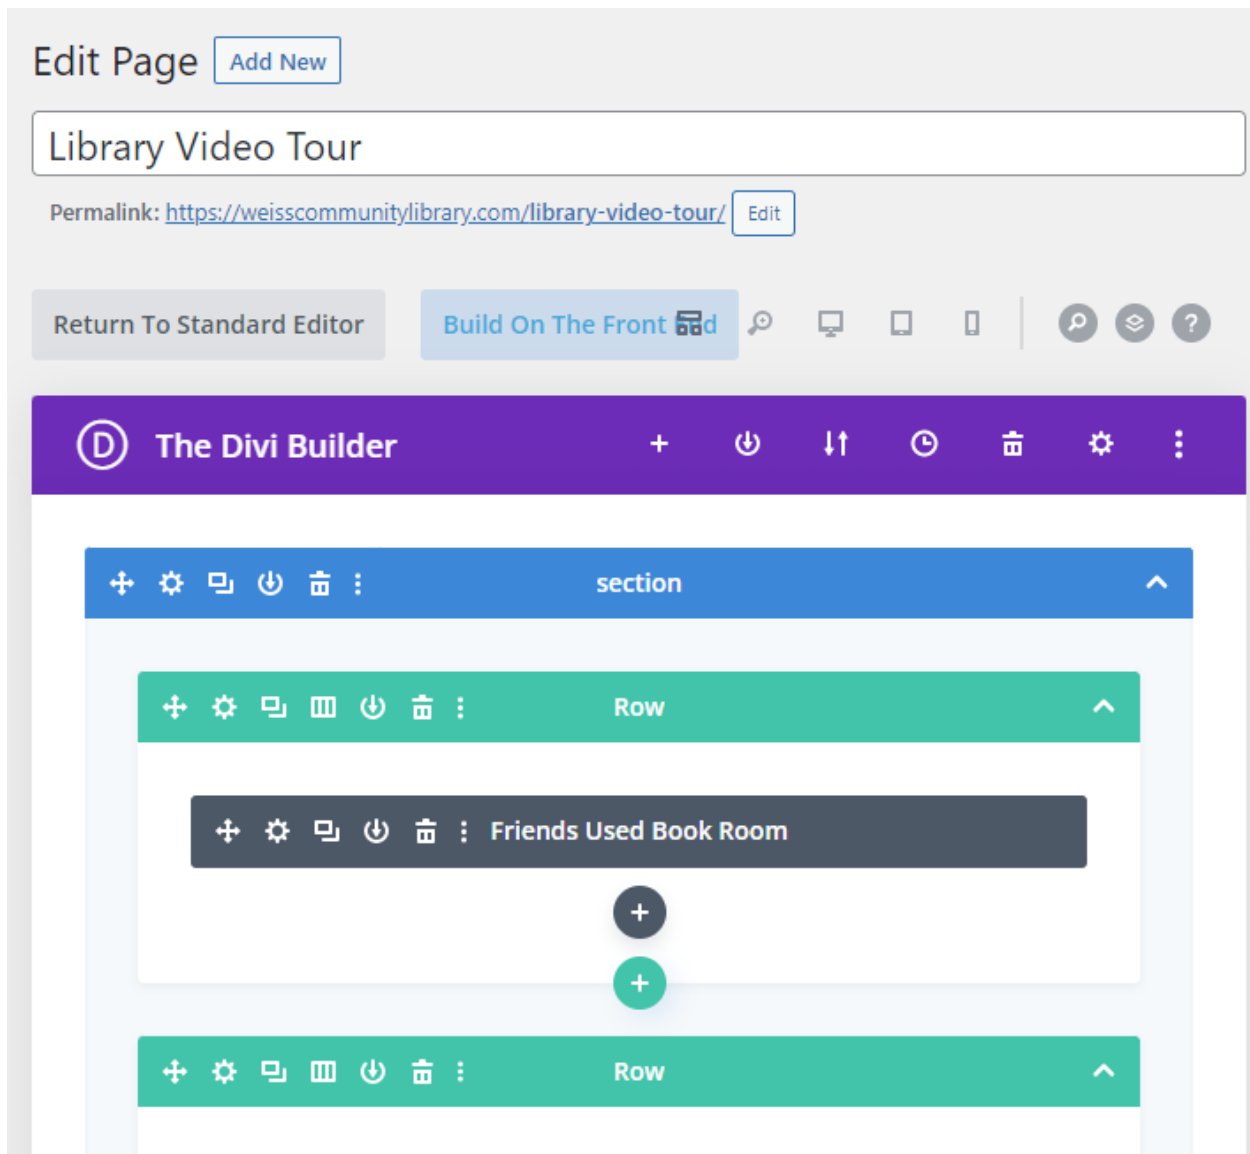 Edit Page Add New
Library Video Tour
Permalink: https://weisscommunitylibrary.com/library-video-tour/ Edit
Return To Standard Editor Build On The Front End
The Divi Builder
section
Row
Friends Used Book Room
Row